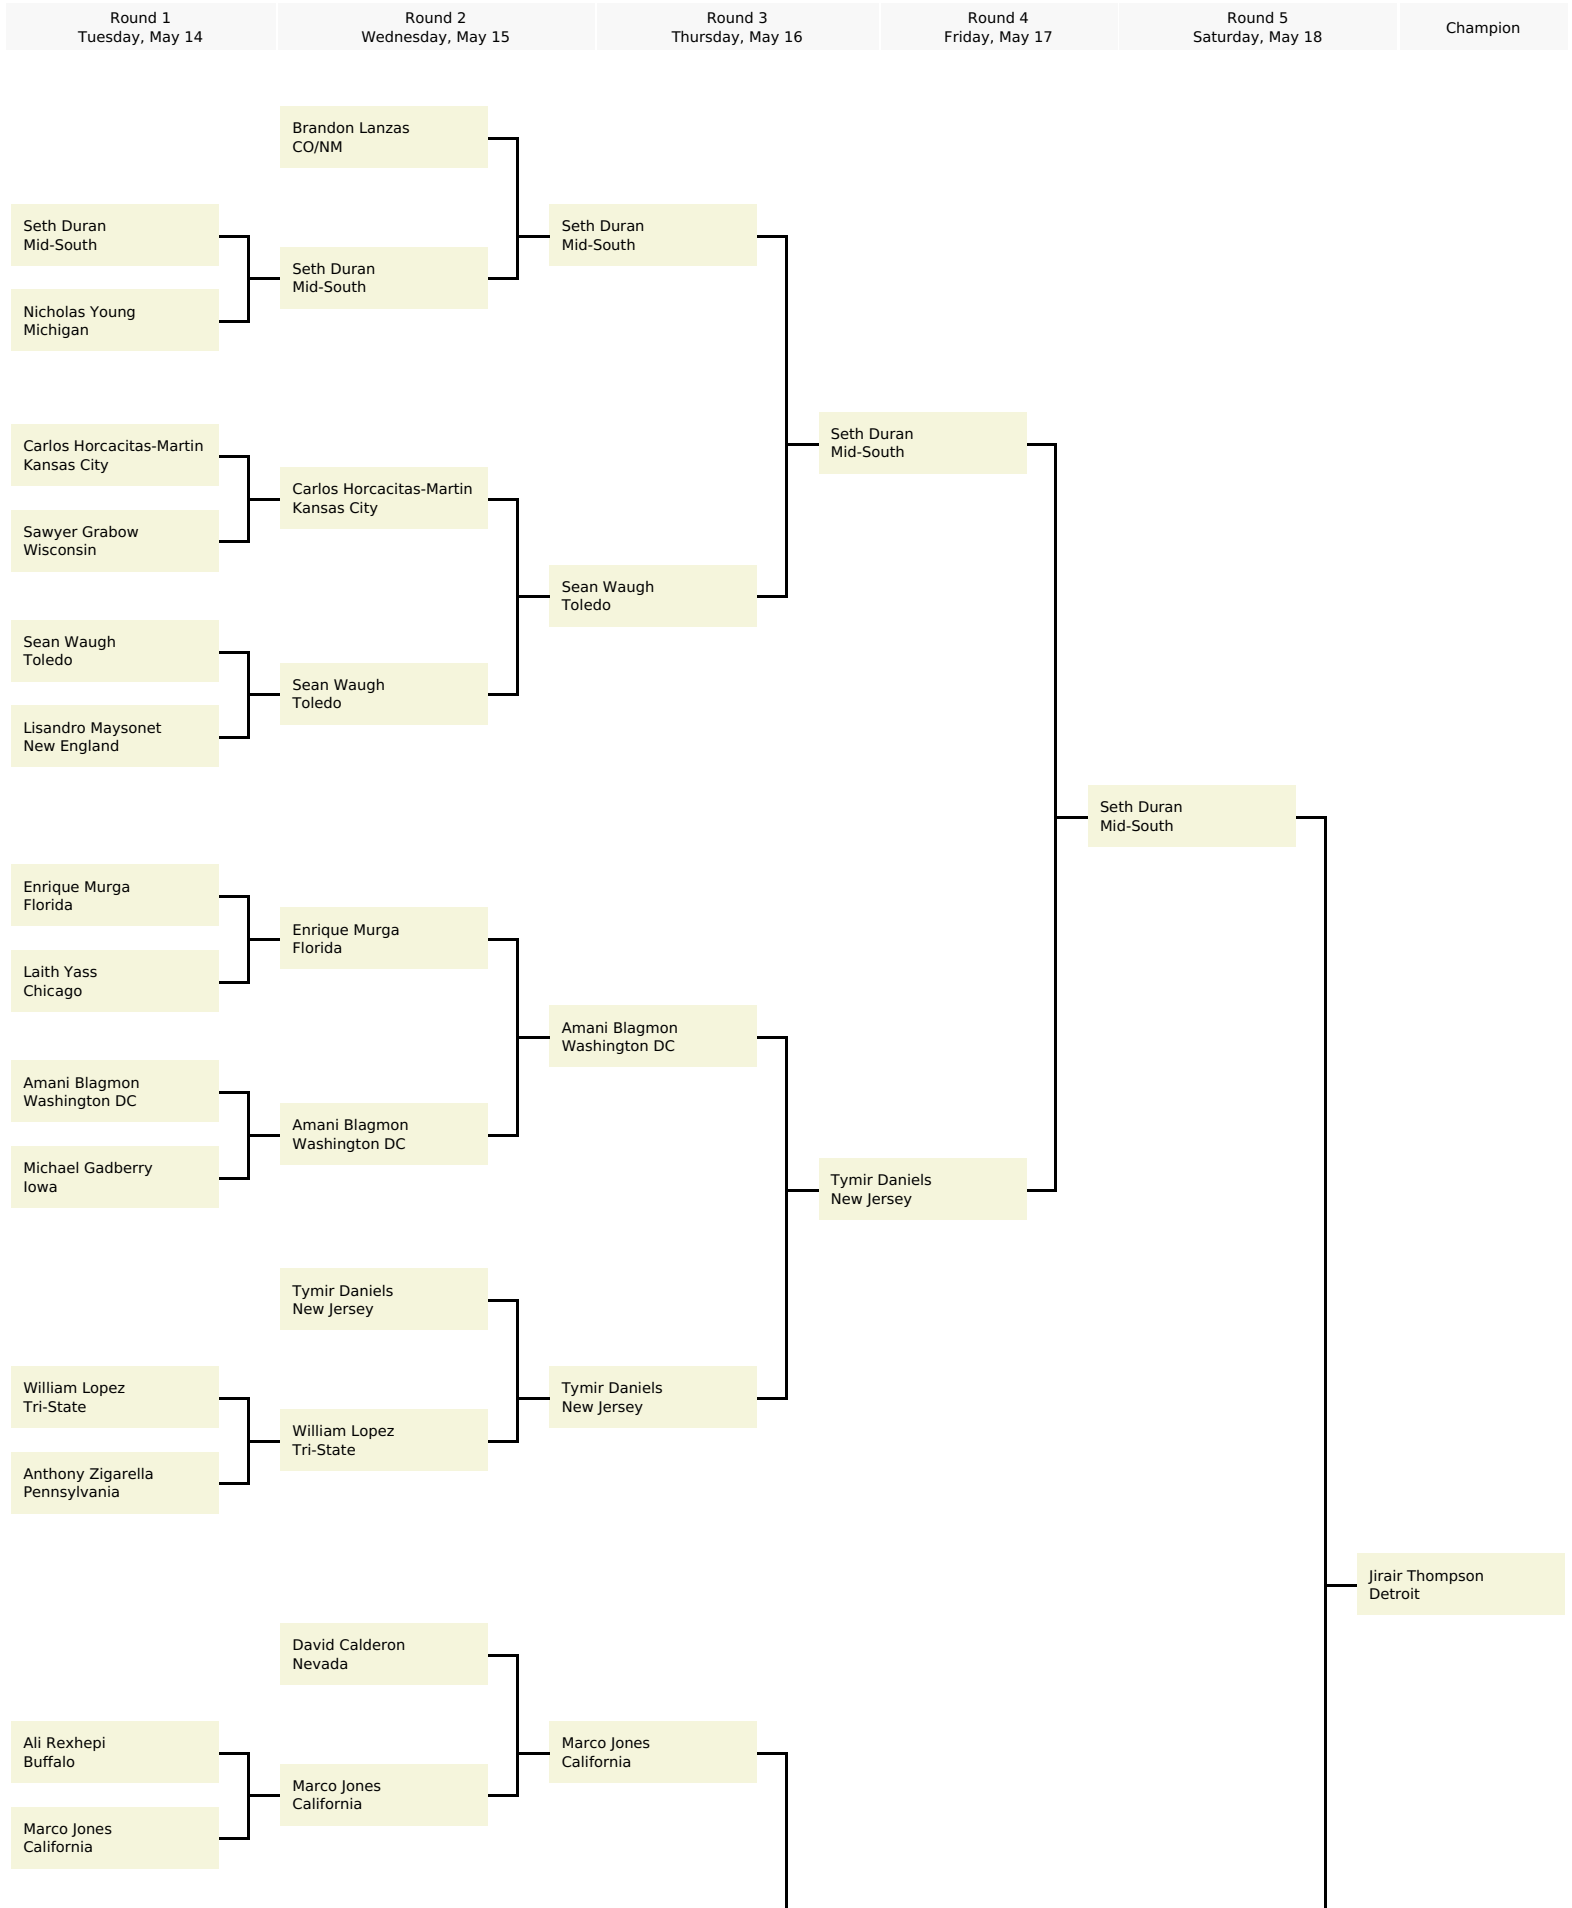 Round 1
Tuesday, May 14
Round 2
Wednesday, May 15
Round 3
Thursday, May 16
Round 4
Friday, May 17
Round 5
Saturday, May 18
Champion
Brandon Lanzas
CO/NM
Seth Duran
Mid-South
Nicholas Young
Michigan
Seth Duran
Mid-South
Seth Duran
Mid-South
Carlos Horcacitas-Martin
Kansas City
Sawyer Grabow
Wisconsin
Carlos Horcacitas-Martin
Kansas City
Seth Duran
Mid-South
Sean Waugh
Toledo
Sean Waugh
Toledo
Lisandro Maysonet
New England
Sean Waugh
Toledo
Seth Duran
Mid-South
Enrique Murga
Florida
Laith Yass
Chicago
Enrique Murga
Florida
Amani Blagmon
Washington DC
Amani Blagmon
Washington DC
Michael Gadberry
Iowa
Amani Blagmon
Washington DC
Tymir Daniels
New Jersey
Tymir Daniels
New Jersey
William Lopez
Tri-State
Anthony Zigarella
Pennsylvania
William Lopez
Tri-State
Tymir Daniels
New Jersey
Jirair Thompson
Detroit
David Calderon
Nevada
Ali Rexhepi
Buffalo
Marco Jones
California
Marco Jones
California
Marco Jones
California